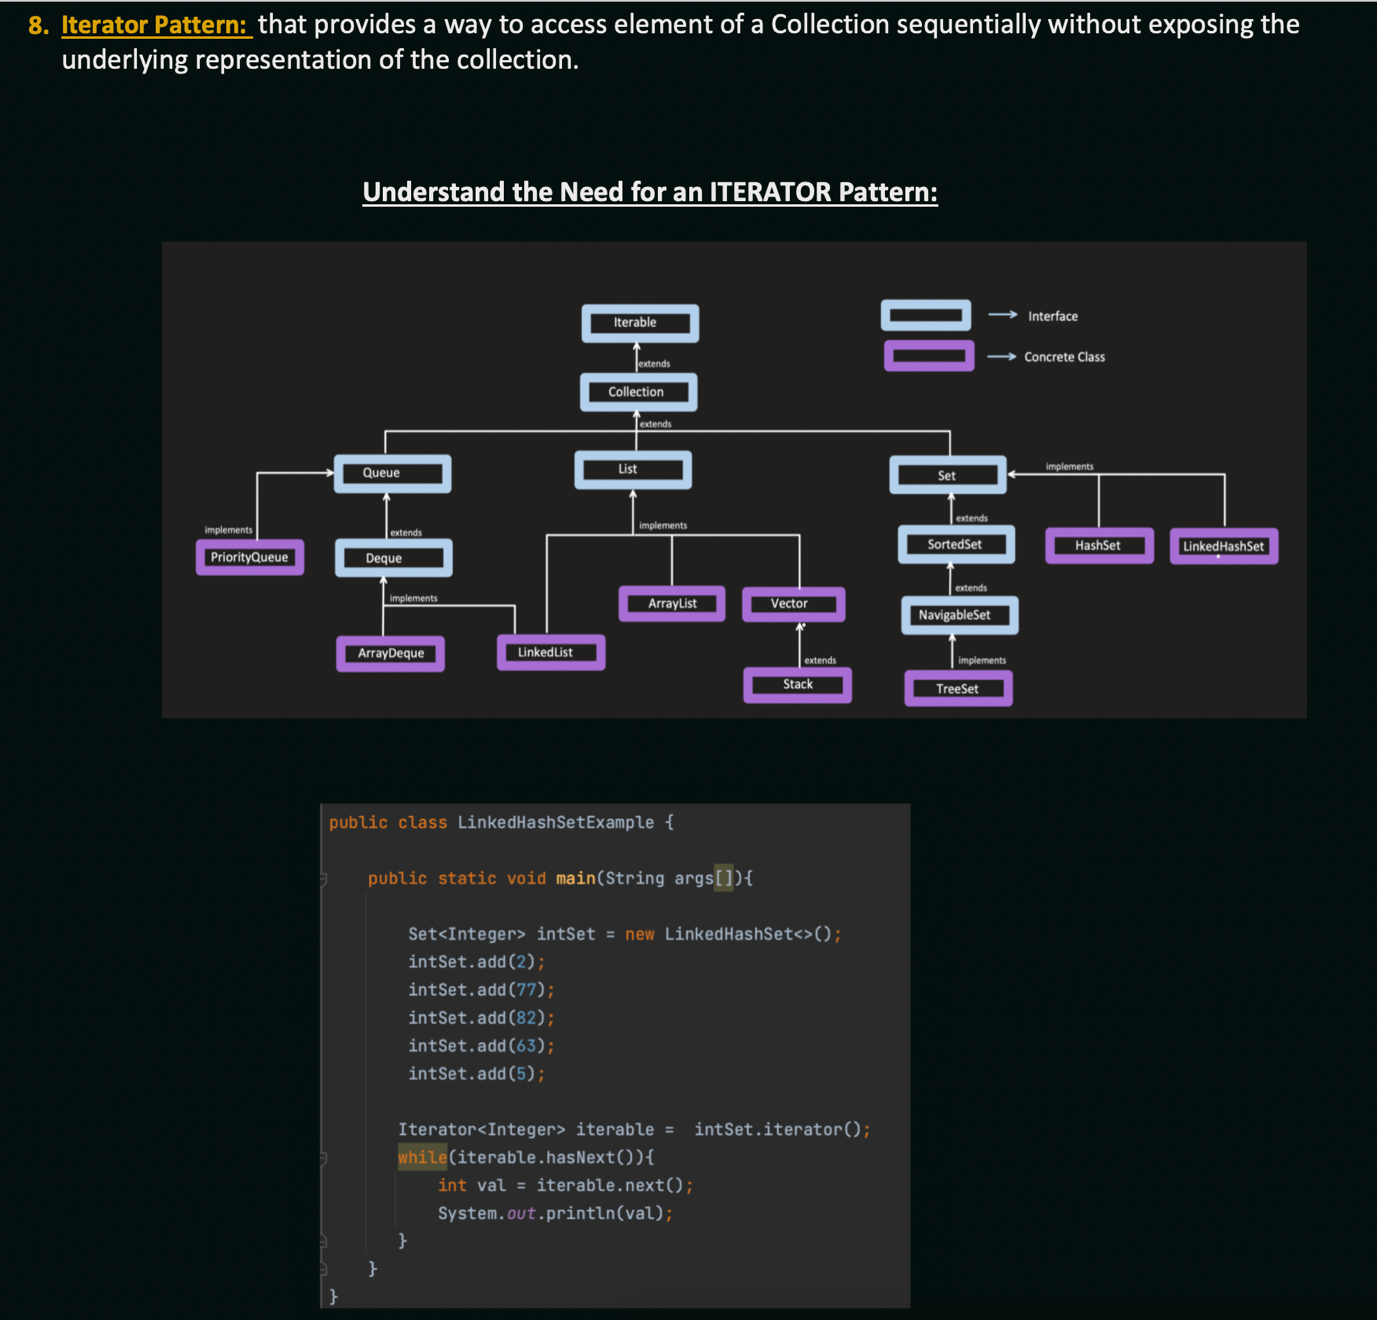 8. Iterator Pattern: that provides a way to access element of a Collection sequentially without exposing the
underlying representation of the collection.
Understand the Need for an ITERATOR Pattern:
Iterable
Interface
Concrete Class
extends
Collection
extends
Queue
List
Set
implements
implements
extends
implements
extends
PriorityQueue
Deque
SortedSet
HashSet
LinkedHashSet
implements
extends
ArrayList
Vector
NavigableSet
ArrayDeque
LinkedList
extends
implements
Stack
TreeSet
public class LinkedHashSetExample {
public static void main(String args[]){
Set<Integer> intSet = new LinkedHashSet<>();
intSet.add(2);
intSet.add(77);
intSet.add(82);
intSet.add(63);
intSet.add(5);
Iterator<Integer> iterable = intSet.iterator();
while(iterable.hasNext()){
int val = iterable.next();
System.out.println(val);
}
}
}